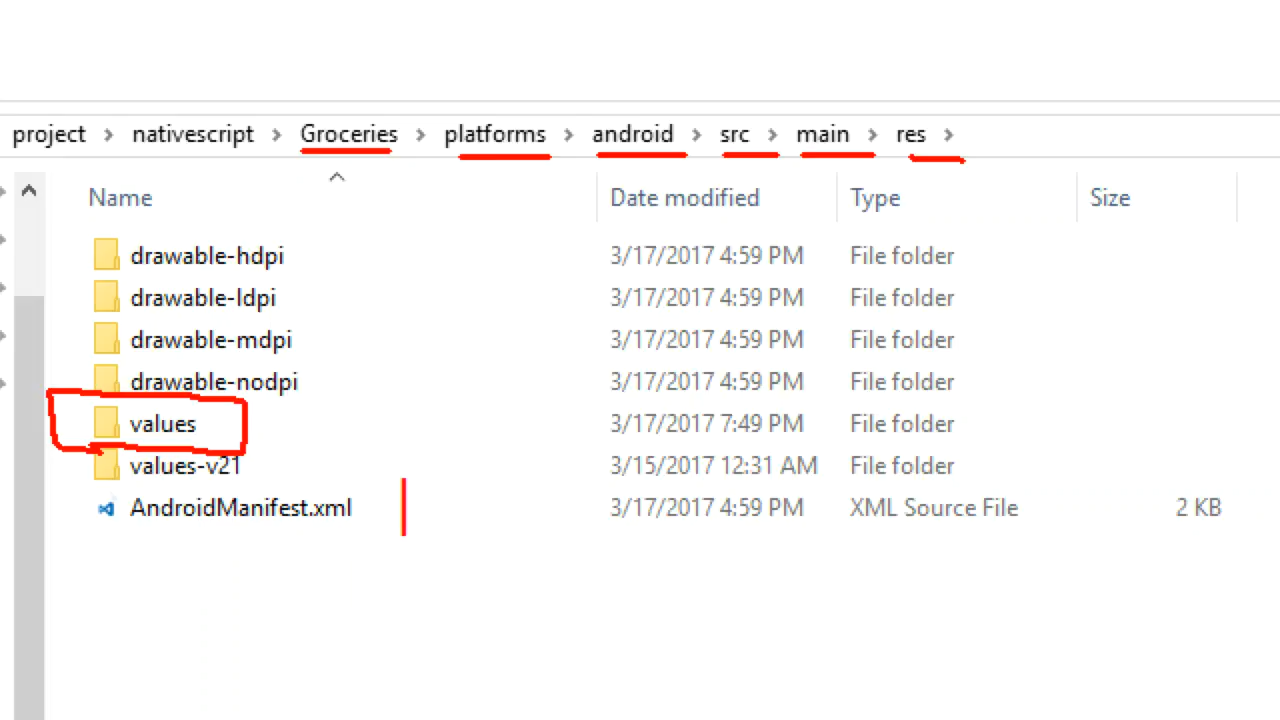 project > nativescript > Groceries > platforms > android > src > main > res >
Name Date modified Type Size
drawable-hdpi 3/17/2017 4:59 PM File folder
drawable-ldpi 3/17/2017 4:59 PM File folder
drawable-mdpi 3/17/2017 4:59 PM File folder
drawable-nodpi 3/17/2017 4:59 PM File folder
values 3/17/2017 7:49 PM File folder
values-v21 3/15/2017 12:31 AM File folder
AndroidManifest.xml 3/17/2017 4:59 PM XML Source File 2 KB